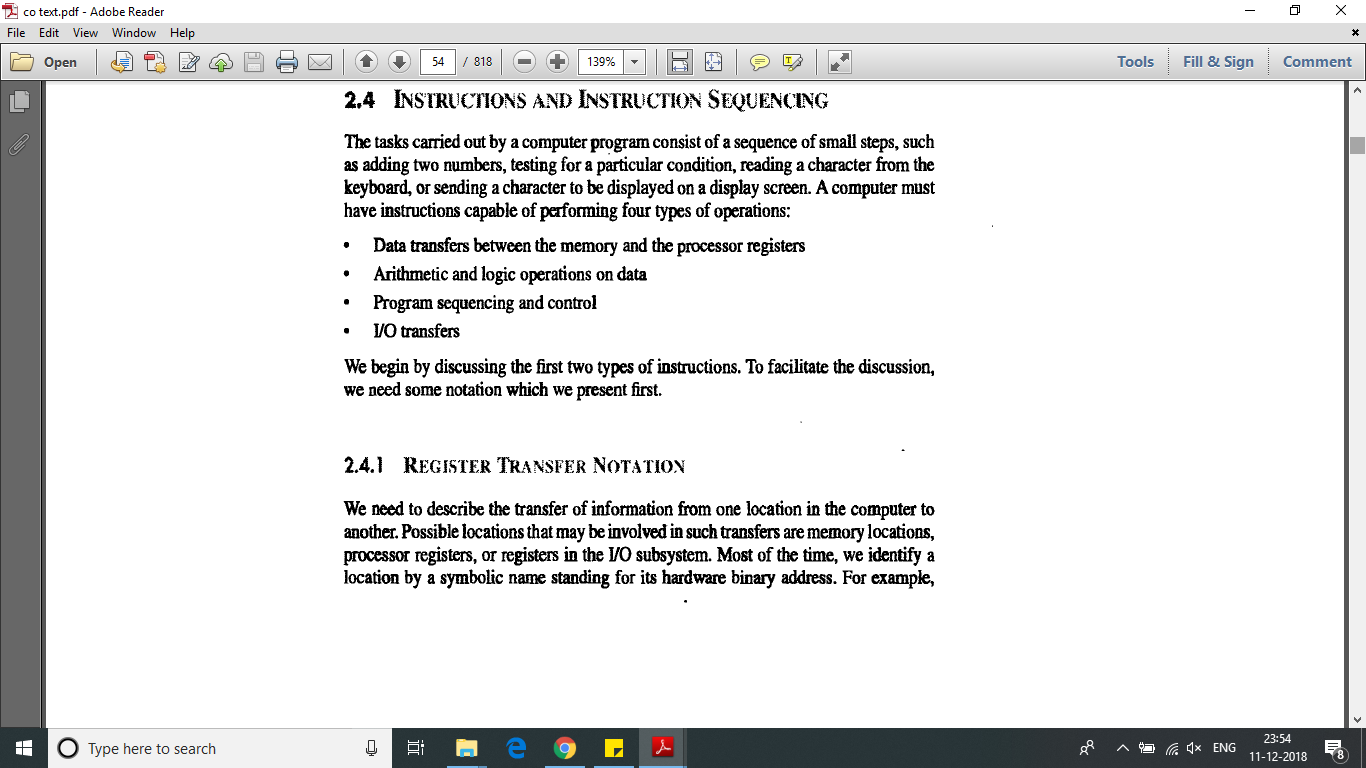 co text.pdf - Adobe Reader
File Edit View Window Help
Open 54 / 818 139% Tools Fill & Sign Comment
2.4 INSTRUCTIONS AND INSTRUCTION SEQUENCING
The tasks carried out by a computer program consist of a sequence of small steps, such
as adding two numbers, testing for a particular condition, reading a character from the
keyboard, or sending a character to be displayed on a display screen. A computer must
have instructions capable of performing four types of operations:
• Data transfers between the memory and the processor registers
• Arithmetic and logic operations on data
• Program sequencing and control
• I/O transfers
We begin by discussing the first two types of instructions. To facilitate the discussion,
we need some notation which we present first.
2.4.1 REGISTER TRANSFER NOTATION
We need to describe the transfer of information from one location in the computer to
another. Possible locations that may be involved in such transfers are memory locations,
processor registers, or registers in the I/O subsystem. Most of the time, we identify a
location by a symbolic name standing for its hardware binary address. For example,
Type here to search
ENG
23:54
11-12-2018
8